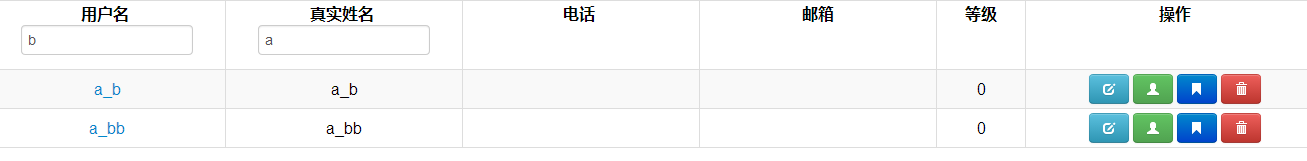 用户名 真实姓名 电话 邮箱 等级 操作
b a
a_b a_b 0
a_bb a_bb 0